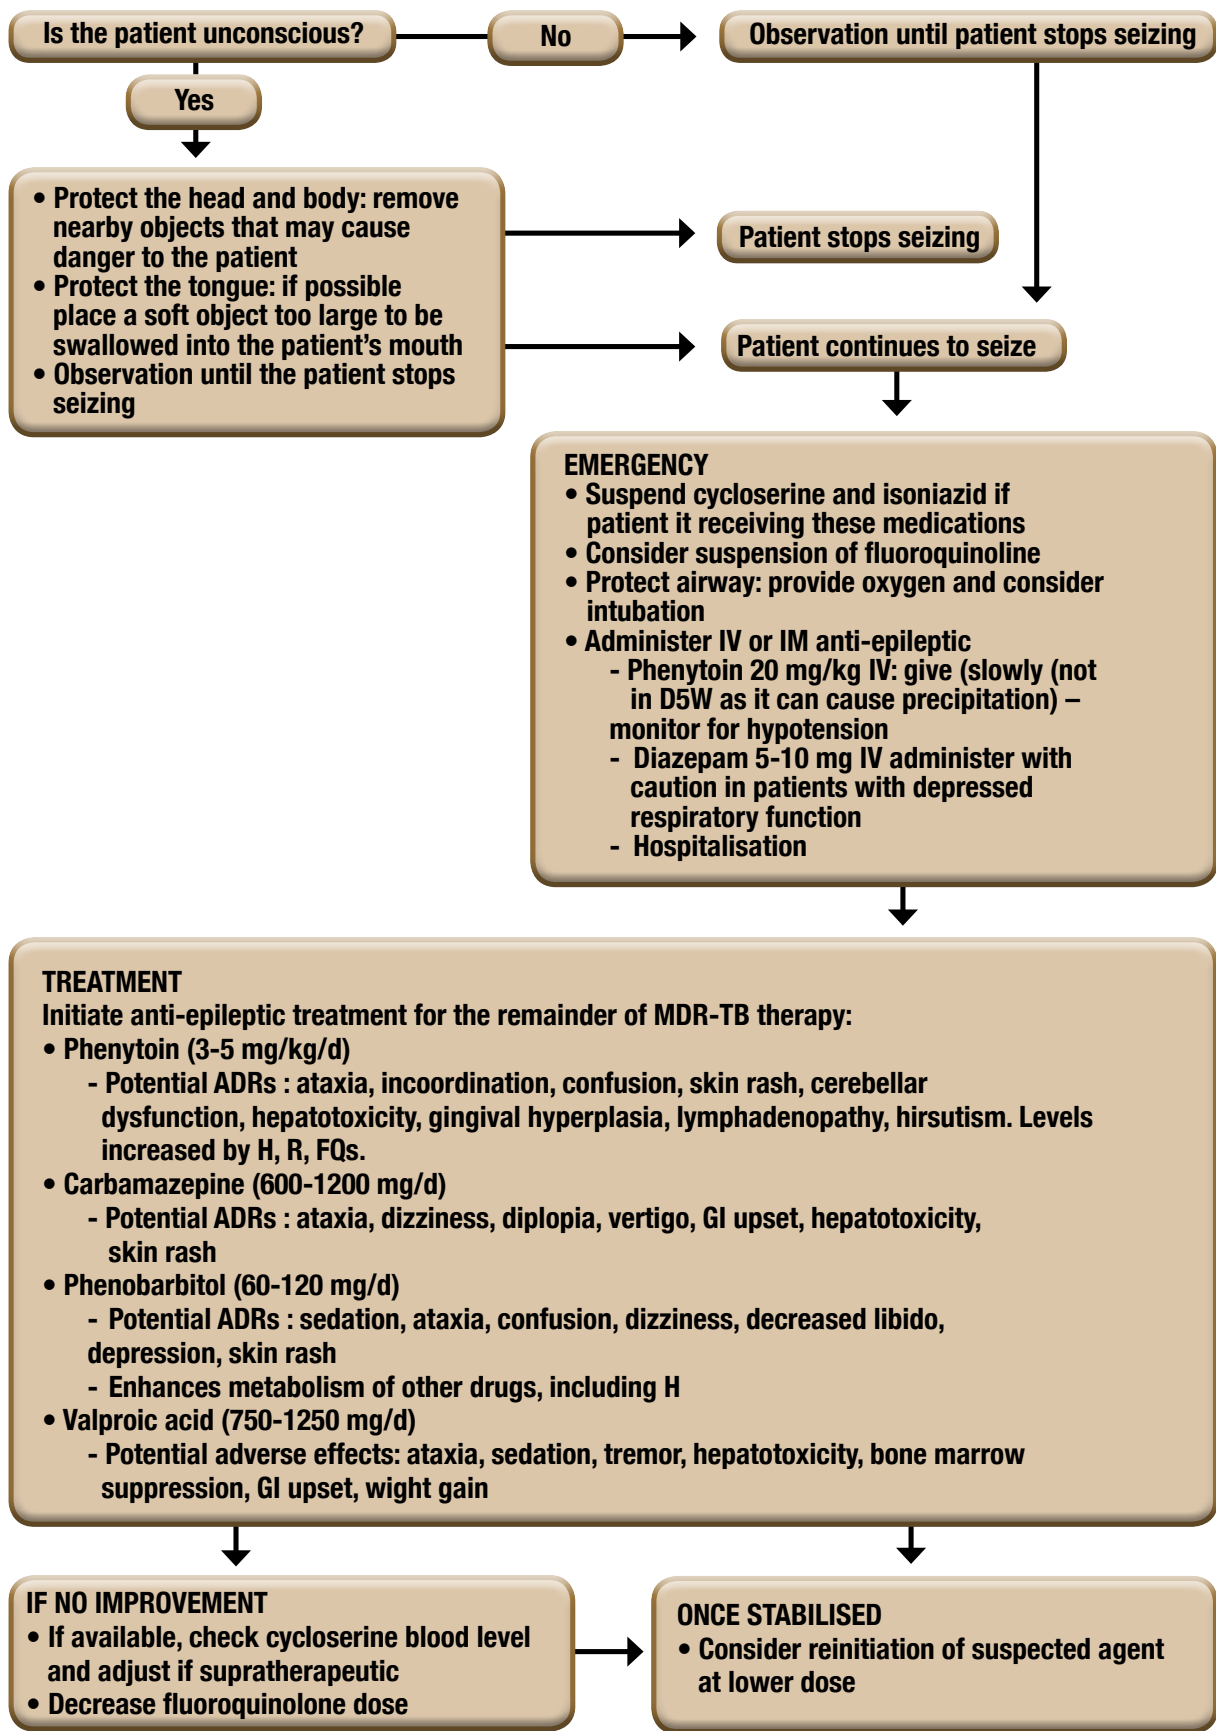 Is the patient unconscious?
No
Observation until patient stops seizing
Yes
• Protect the head and body: remove
nearby objects that may cause
danger to the patient
• Protect the tongue: if possible
place a soft object too large to be
swallowed into the patient's mouth
• Observation until the patient stops
seizing
Patient stops seizing
Patient continues to seize
EMERGENCY
• Suspend cycloserine and isoniazid if
patient it receiving these medications
• Consider suspension of fluoroquinoline
• Protect airway: provide oxygen and consider
intubation
• Administer IV or IM anti-epileptic
- Phenytoin 20 mg/kg IV: give (slowly (not
in D5W as it can cause precipitation) –
monitor for hypotension
- Diazepam 5-10 mg IV administer with
caution in patients with depressed
respiratory function
- Hospitalisation
TREATMENT
Initiate anti-epileptic treatment for the remainder of MDR-TB therapy:
• Phenytoin (3-5 mg/kg/d)
- Potential ADRs : ataxia, incoordination, confusion, skin rash, cerebellar
dysfunction, hepatotoxicity, gingival hyperplasia, lymphadenopathy, hirsutism. Levels
increased by H, R, FQs.
• Carbamazepine (600-1200 mg/d)
- Potential ADRs : ataxia, dizziness, diplopia, vertigo, GI upset, hepatotoxicity,
skin rash
• Phenobarbitol (60-120 mg/d)
- Potential ADRs : sedation, ataxia, confusion, dizziness, decreased libido,
depression, skin rash
- Enhances metabolism of other drugs, including H
• Valproic acid (750-1250 mg/d)
- Potential adverse effects: ataxia, sedation, tremor, hepatotoxicity, bone marrow
suppression, GI upset, wight gain
IF NO IMPROVEMENT
• If available, check cycloserine blood level
and adjust if supratherapeutic
• Decrease fluoroquinolone dose
ONCE STABILISED
• Consider reinitiation of suspected agent
at lower dose